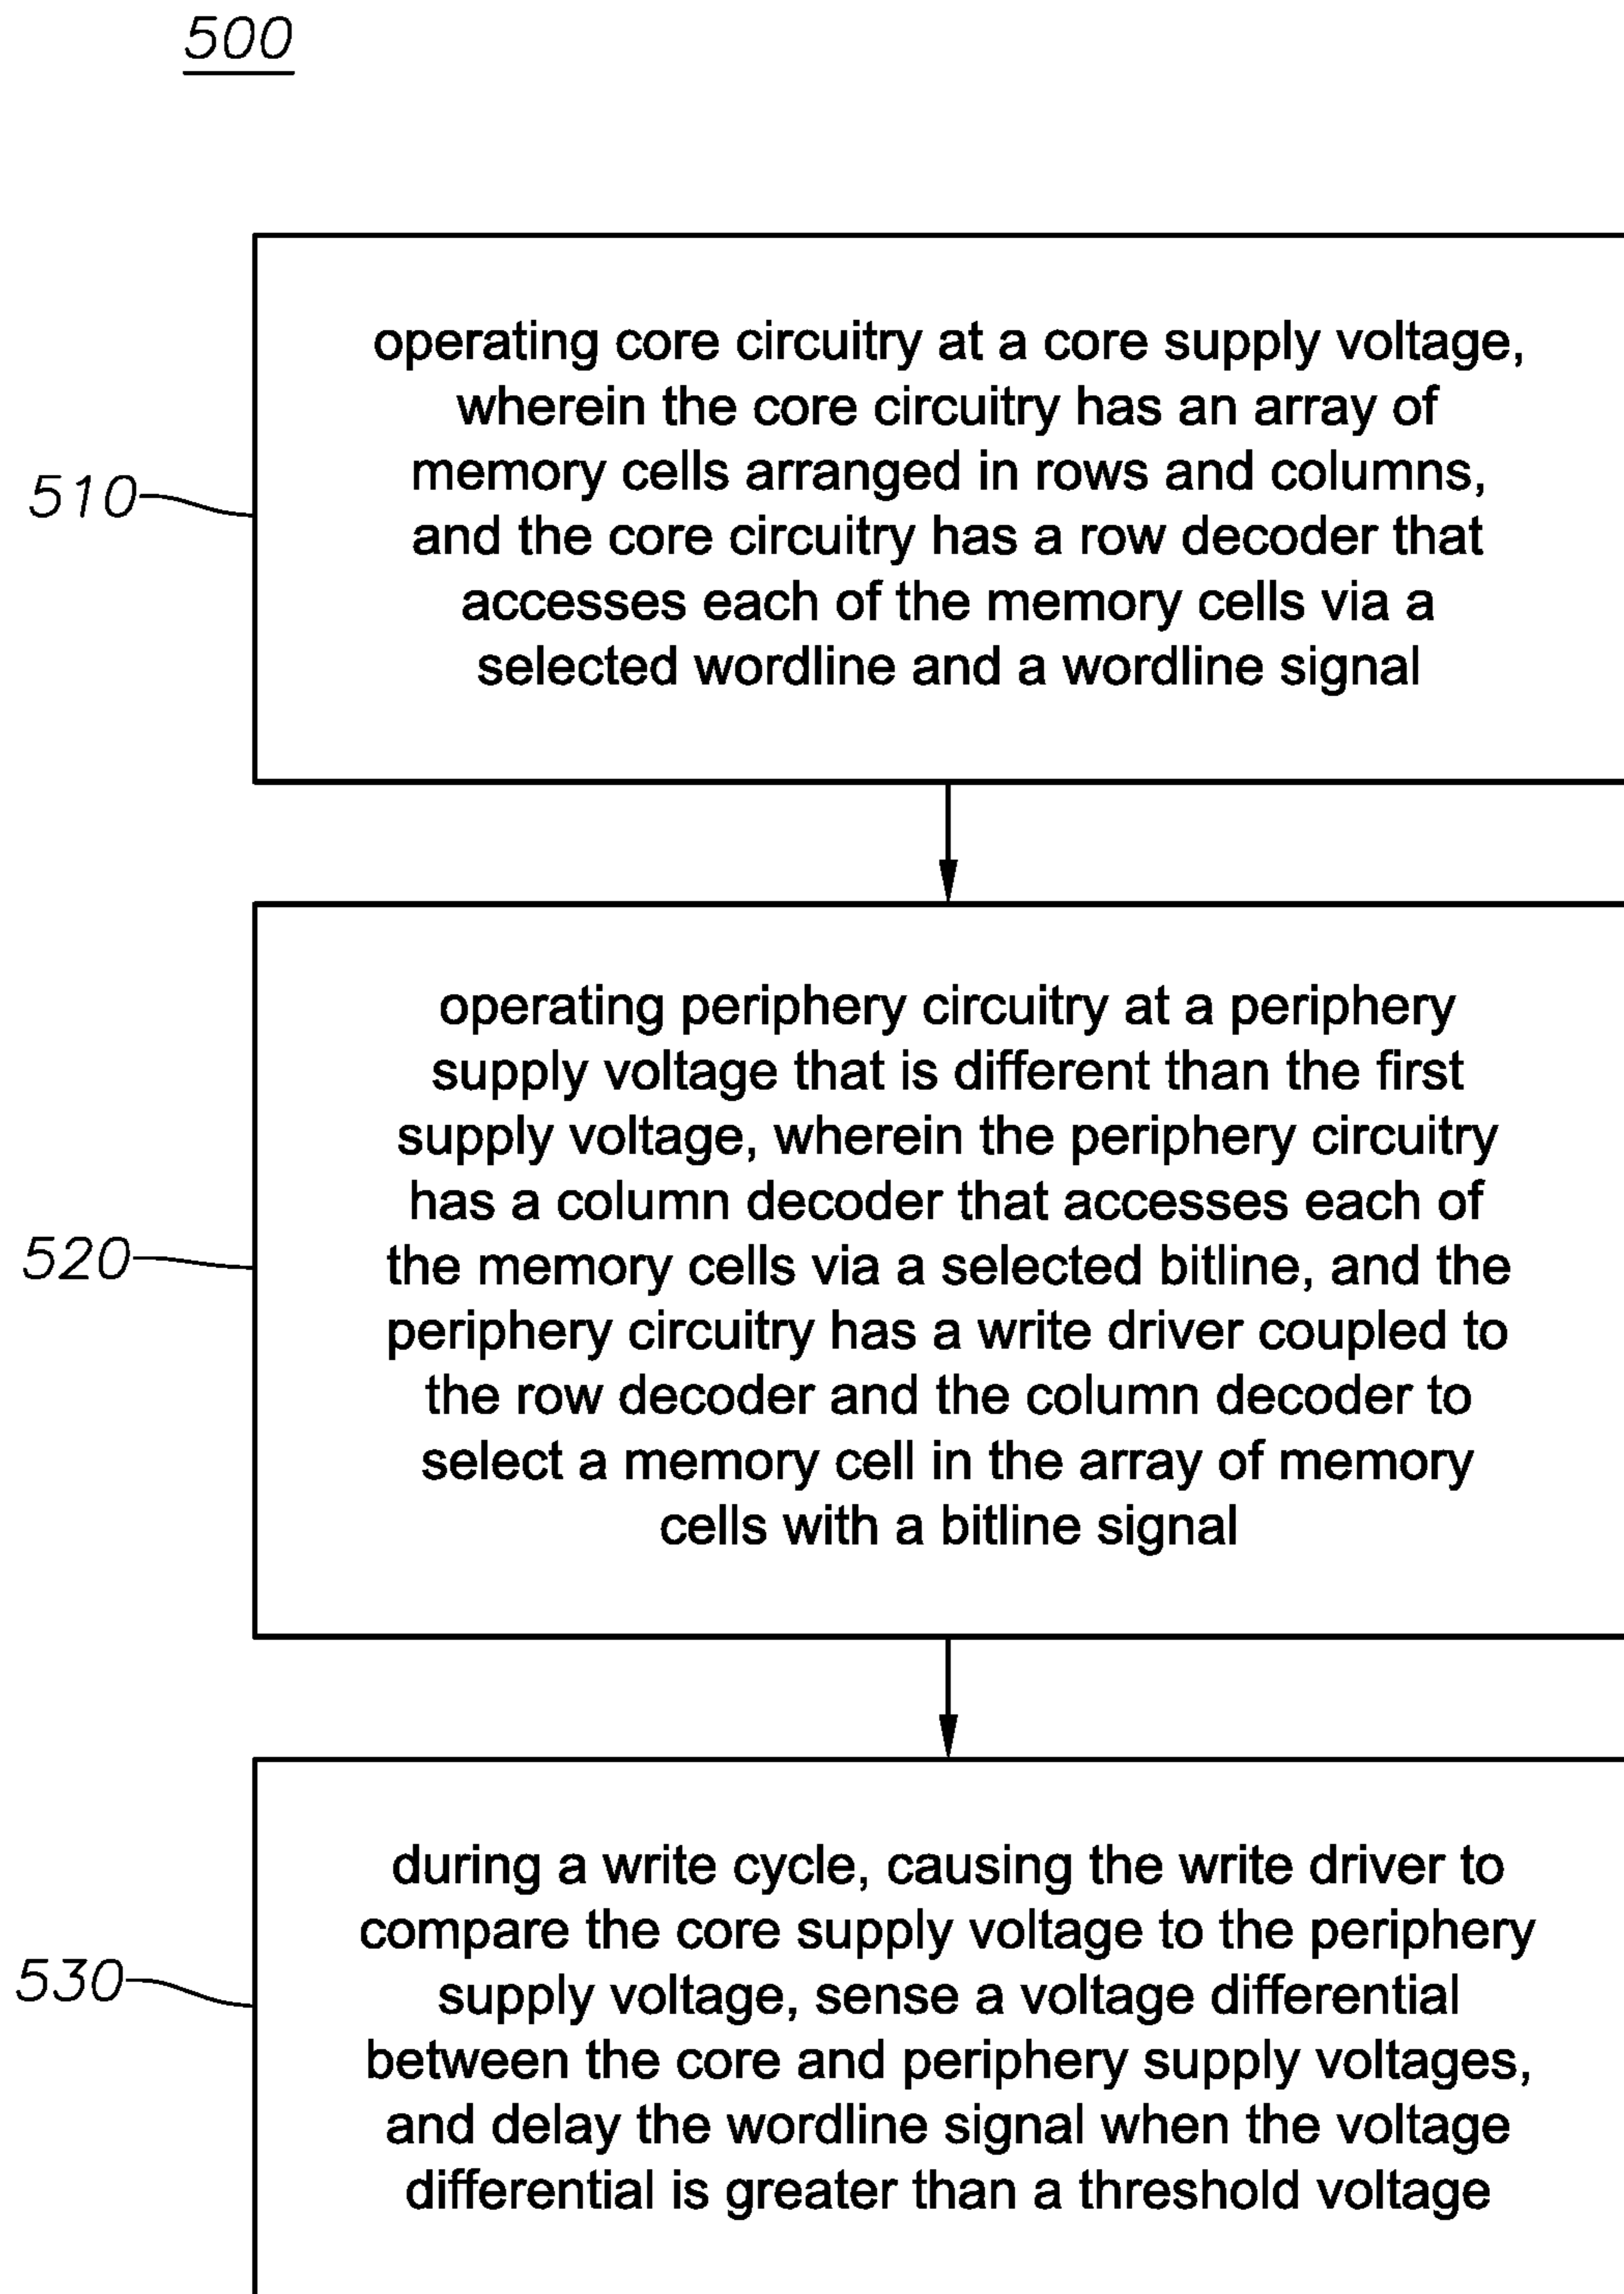 500
operating core circuitry at a core supply voltage,
wherein the core circuitry has an array of
memory cells arranged in rows and columns,
and the core circuitry has a row decoder that
accesses each of the memory cells via a
selected wordline and a wordline signal
510
operating periphery circuitry at a periphery
supply voltage that is different than the first
supply voltage, wherein the periphery circuitry
has a column decoder that accesses each of
the memory cells via a selected bitline, and the
periphery circuitry has a write driver coupled to
the row decoder and the column decoder to
select a memory cell in the array of memory
cells with a bitline signal
520
during a write cycle, causing the write driver to
compare the core supply voltage to the periphery
supply voltage, sense a voltage differential
between the core and periphery supply voltages,
and delay the wordline signal when the voltage
differential is greater than a threshold voltage
530